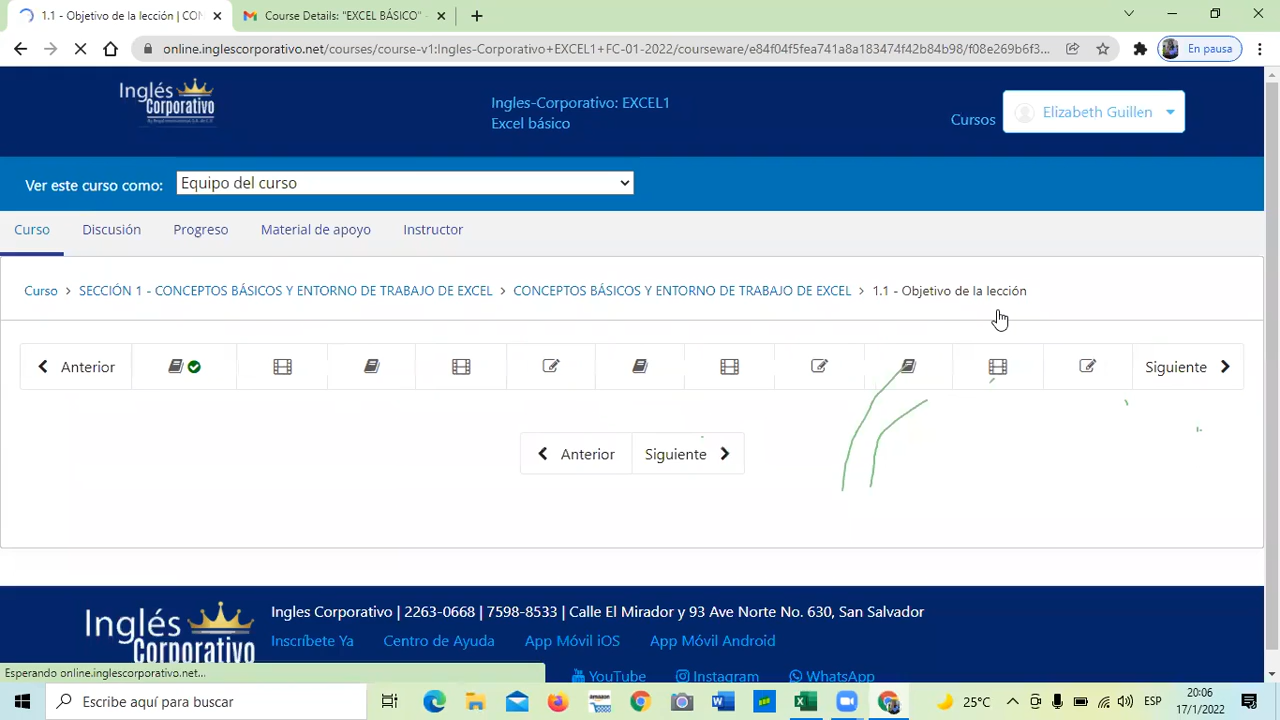 1.1 - Objetivo de la lección | CON
Course Details: "EXCEL BÁSICO" -
online.inglescorporativo.net/courses/course-v1:Ingles-Corporativo+EXCEL1+FC-01-2022/courseware/e84f04f5fea741a8a183474f42b84b98/f08e269b6f3...
En pausa
Inglés
Corporativo
Ingles-Corporativo: EXCEL1
Excel básico
Cursos
Elizabeth Guillen
Ver este curso como:
Equipo del curso
Curso
Discusión
Progreso
Material de apoyo
Instructor
Curso > SECCIÓN 1 - CONCEPTOS BÁSICOS Y ENTORNO DE TRABAJO DE EXCEL > CONCEPTOS BÁSICOS Y ENTORNO DE TRABAJO DE EXCEL > 1.1 - Objetivo de la lección
Anterior
Siguiente
Anterior
Siguiente
Inglés
Corporativo
Ingles Corporativo | 2263-0668 | 7598-8533 | Calle El Mirador y 93 Ave Norte No. 630, San Salvador
Inscríbete Ya
Centro de Ayuda
App Móvil iOS
App Móvil Android
YouTube
Instagram
WhatsApp
Esperando online.inglescorporativo.net...
Escribe aquí para buscar
25°C
ESP
20:06
17/1/2022